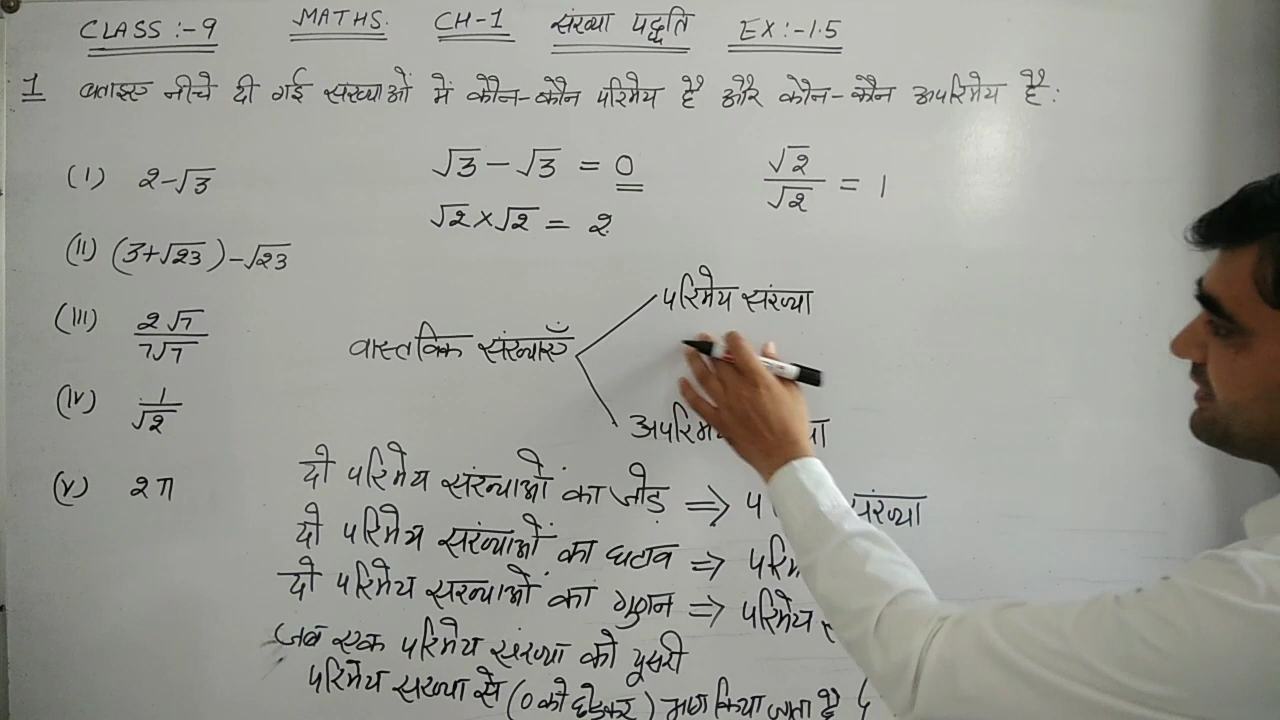 CLASS :- 9 MATHS. CH-1 संख्या पद्धति EX:-1.5
1 बताइए नीचे दी गई संख्याओं में कौन-कौन परिमेय है और कौन-कौन अपरिमेय है:
(I) 2-√3
(II) (3+√23)-√23
(III) 2√7/7√7
(IV) 1/√2
(V) 2π
√3 - √3 = 0
√2 × √2 = 2
√2/√2 = 1
वास्तविक संख्याएँ
परिमेय संख्या
दो परिमेय संख्याओं का जोड़ ⇒ संख्या
दो परिमेय संख्याओं का घटाव ⇒
दो परिमेय संख्याओं का गुणन ⇒ परिमेय
जब एक परिमेय संख्या को दूसरी
परिमेय संख्या से (0 को छोड़कर) भाग किया जाता है